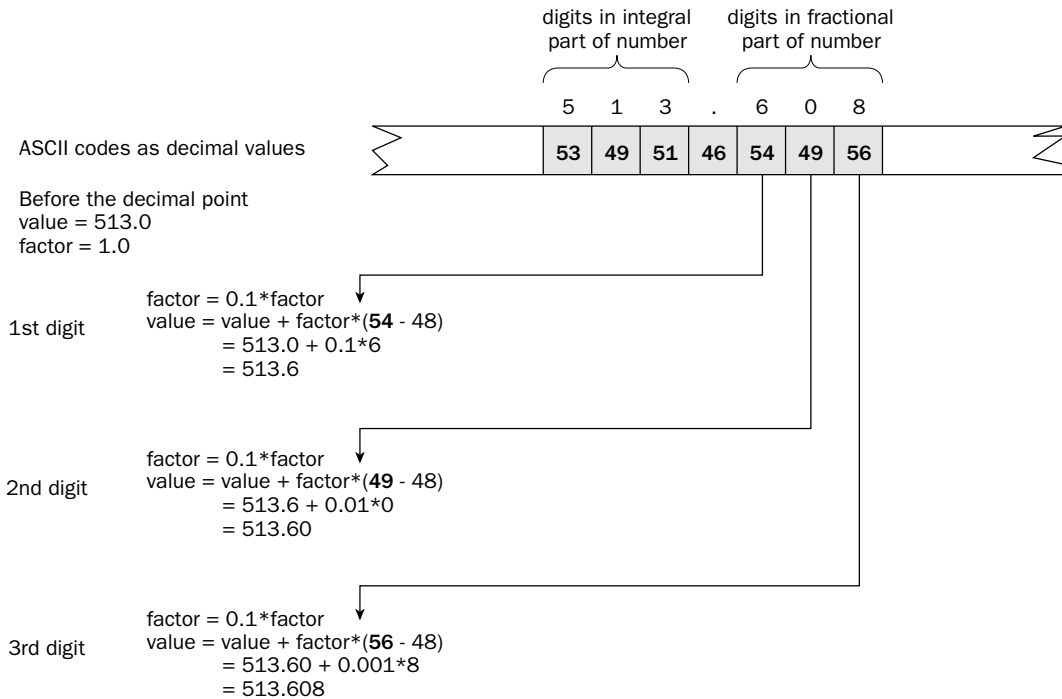 digits in integral
part of number
digits in fractional
part of number
5 1 3 . 6 0 8
ASCII codes as decimal values
53 49 51 46 54 49 56
Before the decimal point
value = 513.0
factor = 1.0
1st digit
factor = 0.1*factor
value = value + factor*(54 - 48)
= 513.0 + 0.1*6
= 513.6
2nd digit
factor = 0.1*factor
value = value + factor*(49 - 48)
= 513.6 + 0.01*0
= 513.60
3rd digit
factor = 0.1*factor
value = value + factor*(56 - 48)
= 513.60 + 0.001*8
= 513.608